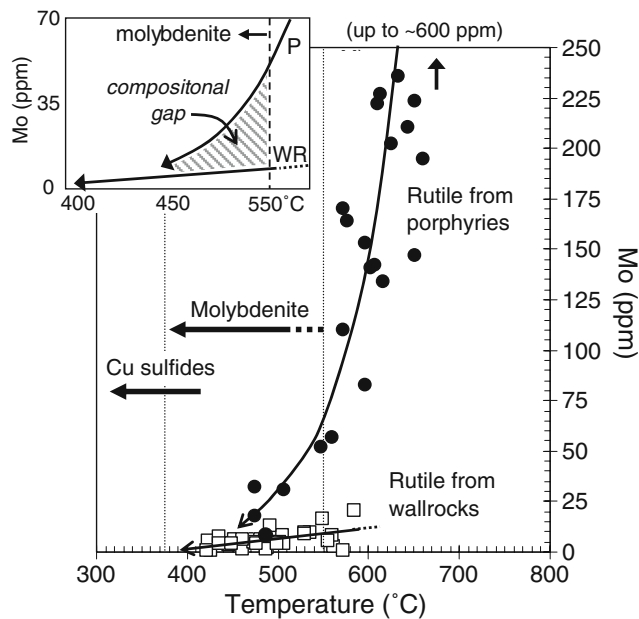 (up to ~600 ppm)
70
35
0
Mo (ppm)
molybdenite
P
compositonal
gap
WR
400
450
550˚C
250
225
200
175
150
125
100
75
50
25
0
Mo (ppm)
Rutile from
porphyries
Molybdenite
Cu sulfides
Rutile from
wallrocks
300
400
500
600
700
800
Temperature (˚C)